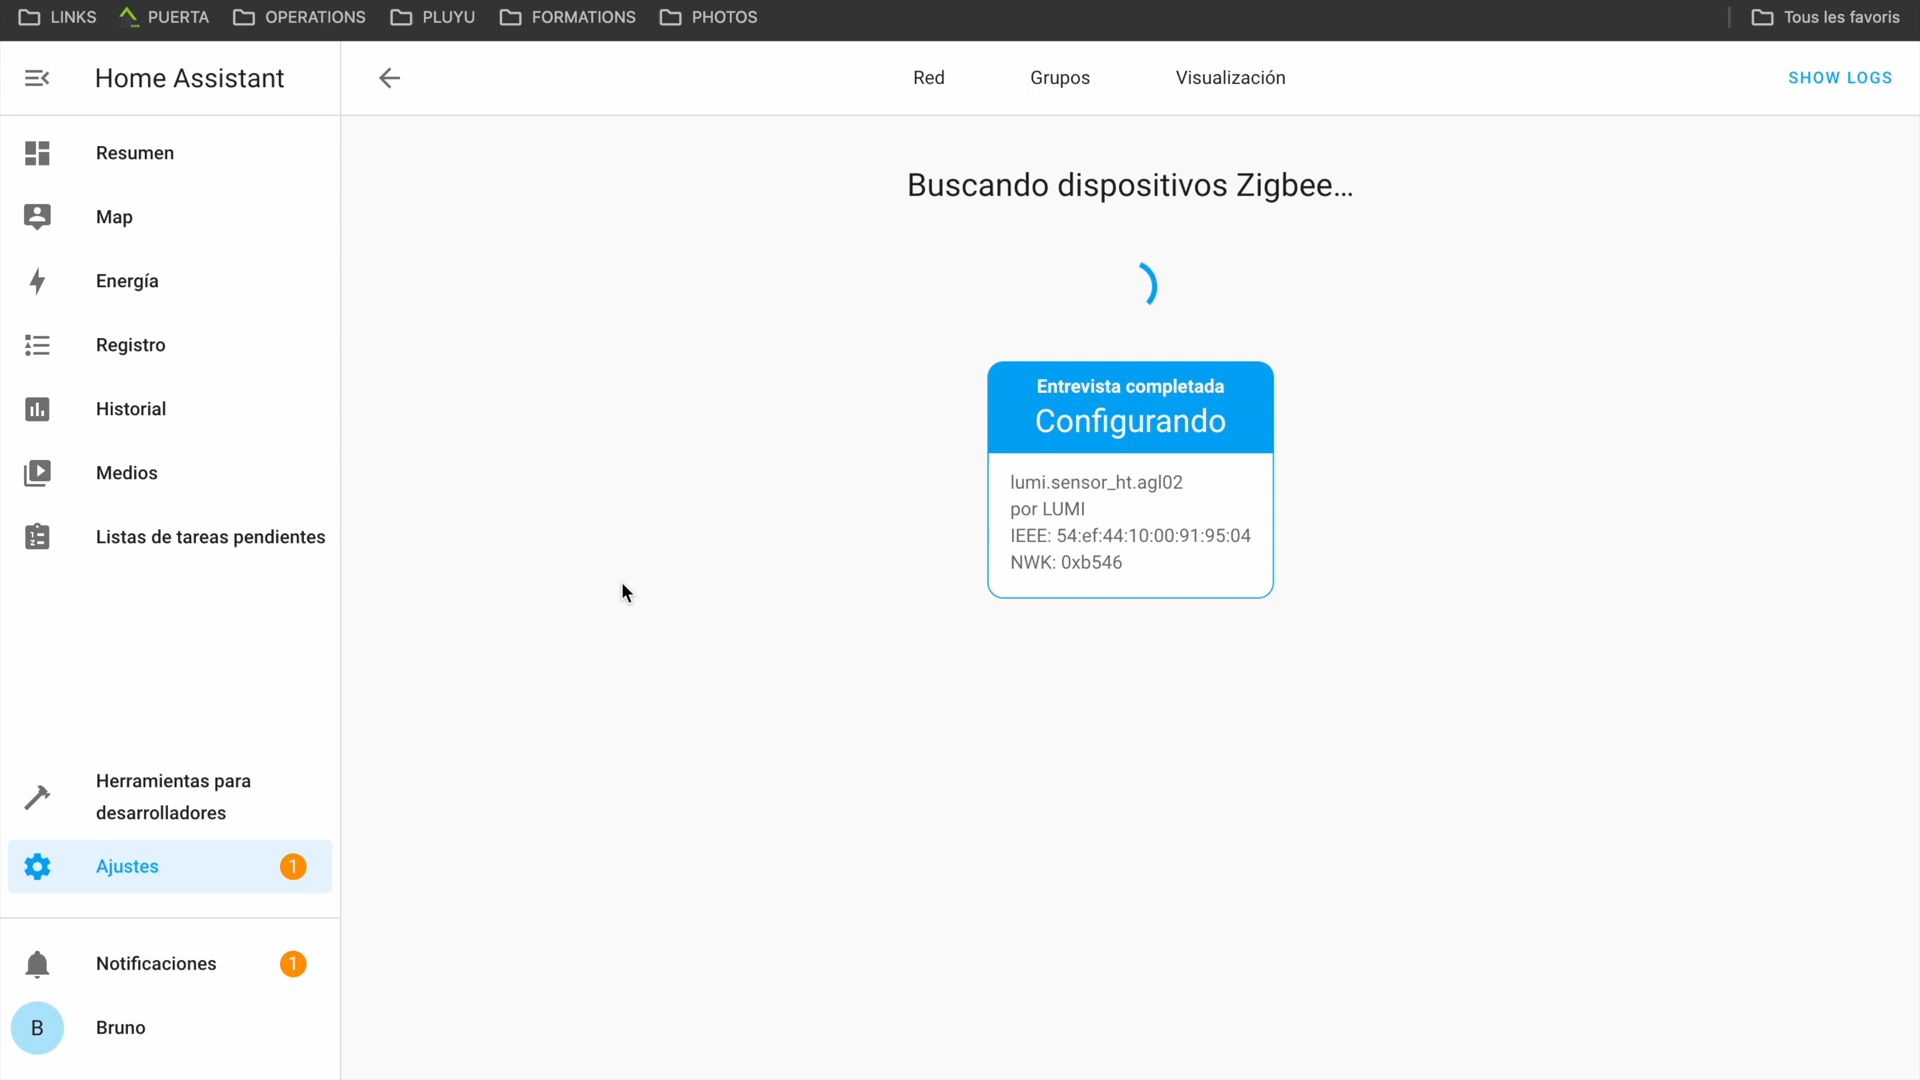 LINKS
PUERTA
OPERATIONS
PLUYU
FORMATIONS
PHOTOS
Tous les favoris
Home Assistant
Red
Grupos
Visualización
SHOW LOGS
Resumen
Map
Energía
Registro
Historial
Medios
Listas de tareas pendientes
Herramientas para
desarrolladores
Ajustes
1
Notificaciones
1
B
Bruno
Buscando dispositivos Zigbee...
Entrevista completada
Configurando
lumi.sensor_ht.agl02
por LUMI
IEEE: 54:ef:44:10:00:91:95:04
NWK: 0xb546